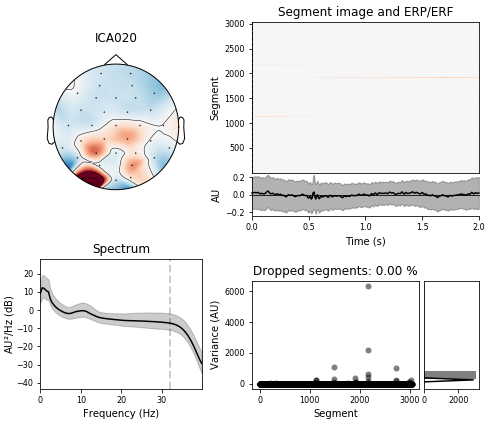 ICA020
Segment image and ERP/ERF
Segment
3000
2500
2000
1500
1000
500
AU
0.2
0.0
−0.2
0.0 0.5 1.0 1.5 2.0
Time (s)
Spectrum
AU²/Hz (dB)
20
10
0
−10
−20
−30
−40
0 10 20 30
Frequency (Hz)
Dropped segments: 0.00 %
Variance (AU)
6000
4000
2000
0
0 1000 2000 3000
Segment
0 2000